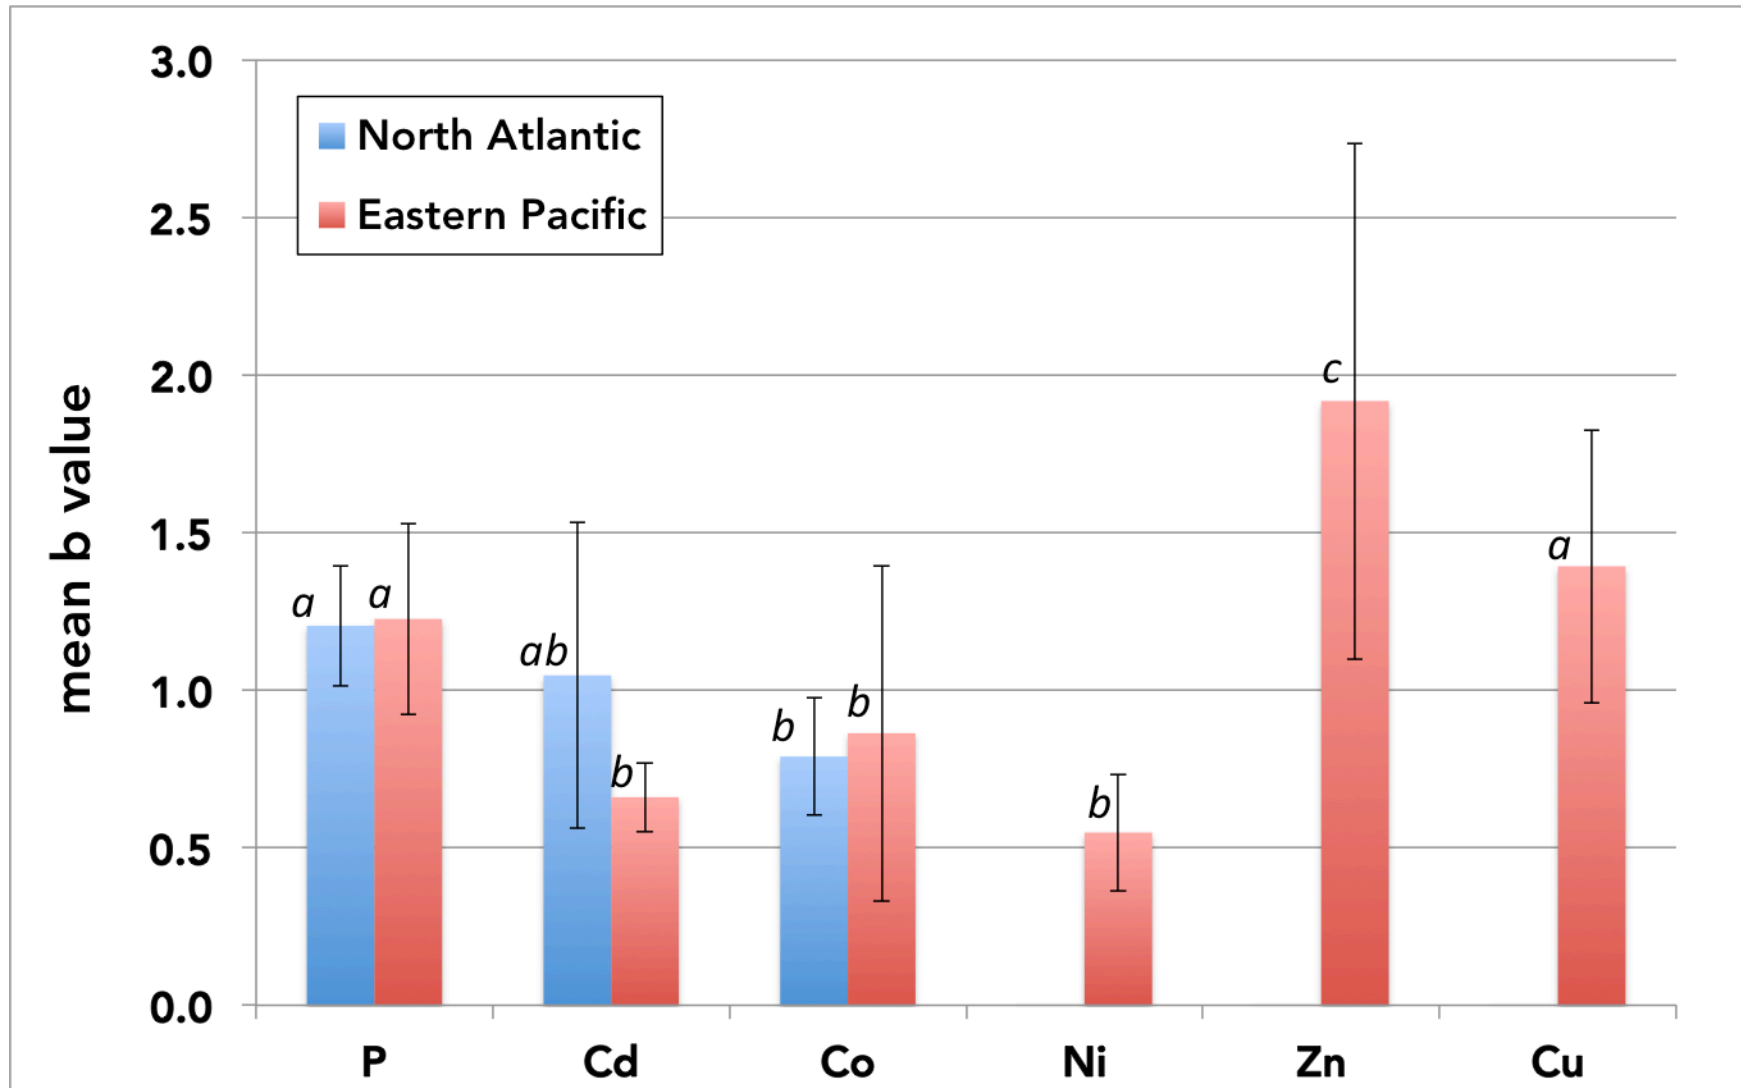 3.0
2.5
2.0
1.5
1.0
0.5
0.0
mean b value
North Atlantic
Eastern Pacific
a
a
ab
b
b
b
b
c
a
P Cd Co Ni Zn Cu